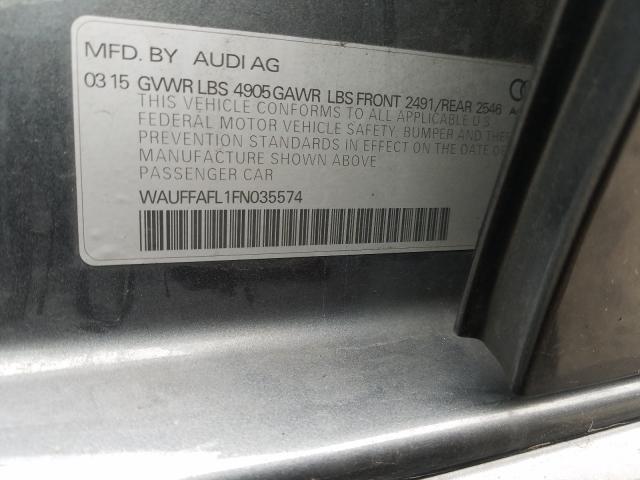 MFD. BY AUDI AG
03 15 GVWR LBS 4905 GAWR LBS FRONT 2491/REAR 2546
THIS VEHICLE CONFORMS TO ALL APPLICABLE U.S.
FEDERAL MOTOR VEHICLE SAFETY, BUMPER AND THEFT
PREVENTION STANDARDS IN EFFECT ON THE DATE O
MANUFACTURE SHOWN ABOVE.
PASSENGER CAR
WAUFFAFL1FN035574